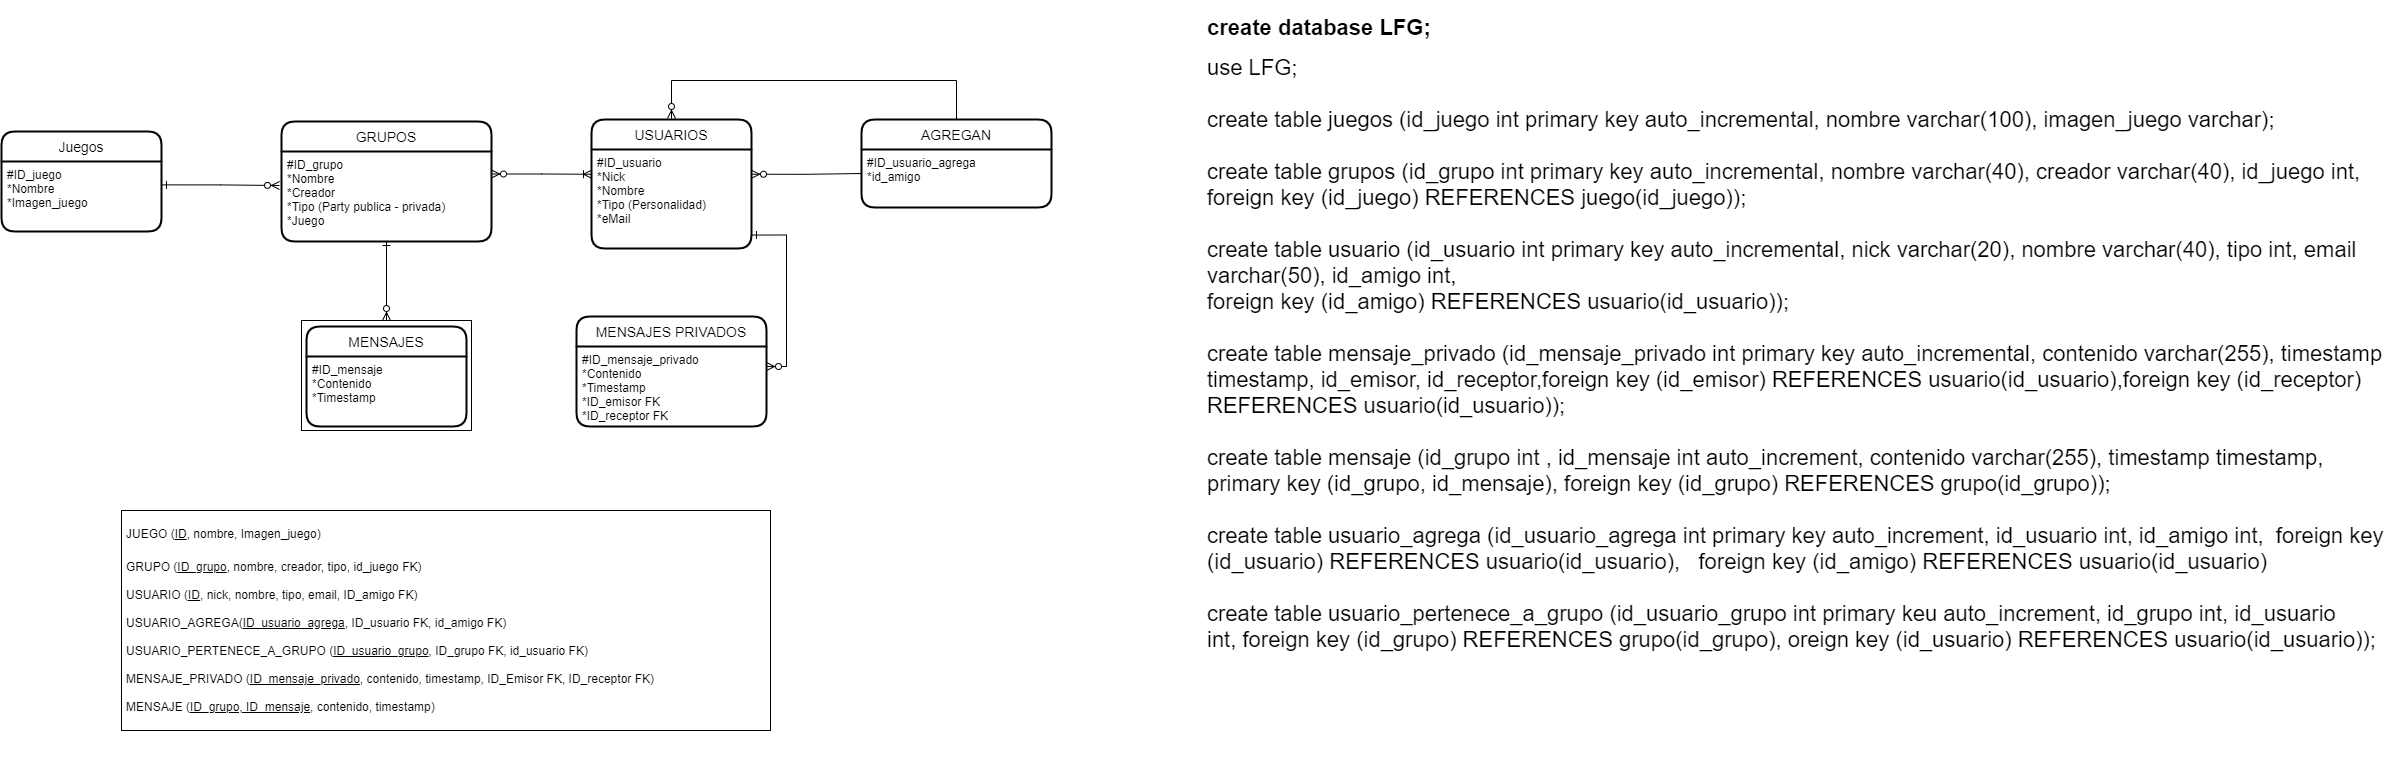 Juegos
#ID_juego
*Nombre
*Imagen_juego
GRUPOS
#ID_grupo
*Nombre
*Creador
*Tipo (Party publica - privada)
*Juego
USUARIOS
#ID_usuario
*Nick
*Nombre
*Tipo (Personalidad)
*eMail
AGREGAN
#ID_usuario_agrega
*id_amigo
MENSAJES
#ID_mensaje
*Contenido
*Timestamp
MENSAJES PRIVADOS
#ID_mensaje_privado
*Contenido
*Timestamp
*ID_emisor FK
*ID_receptor FK
JUEGO (ID, nombre, Imagen_juego)
GRUPO (ID_grupo, nombre, creador, tipo, id_juego FK)
USUARIO (ID, nick, nombre, tipo, email, ID_amigo FK)
USUARIO_AGREGA(ID_usuario_agrega, ID_usuario FK, id_amigo FK)
USUARIO_PERTENECE_A_GRUPO (ID_usuario_grupo, ID_grupo FK, id_usuario FK)
MENSAJE_PRIVADO (ID_mensaje_privado, contenido, timestamp, ID_Emisor FK, ID_receptor FK)
MENSAJE (ID_grupo, ID_mensaje, contenido, timestamp)
create database LFG;
use LFG;
create table juegos (id_juego int primary key auto_incremental, nombre varchar(100), imagen_juego varchar);
create table grupos (id_grupo int primary key auto_incremental, nombre varchar(40), creador varchar(40), id_juego int,
foreign key (id_juego) REFERENCES juego(id_juego));
create table usuario (id_usuario int primary key auto_incremental, nick varchar(20), nombre varchar(40), tipo int, email
varchar(50), id_amigo int,
foreign key (id_amigo) REFERENCES usuario(id_usuario));
create table mensaje_privado (id_mensaje_privado int primary key auto_incremental, contenido varchar(255), timestamp
timestamp, id_emisor, id_receptor,foreign key (id_emisor) REFERENCES usuario(id_usuario),foreign key (id_receptor)
REFERENCES usuario(id_usuario));
create table mensaje (id_grupo int , id_mensaje int auto_increment, contenido varchar(255), timestamp timestamp,
primary key (id_grupo, id_mensaje), foreign key (id_grupo) REFERENCES grupo(id_grupo));
create table usuario_agrega (id_usuario_agrega int primary key auto_increment, id_usuario int, id_amigo int,  foreign key
(id_usuario) REFERENCES usuario(id_usuario),   foreign key (id_amigo) REFERENCES usuario(id_usuario)
create table usuario_pertenece_a_grupo (id_usuario_grupo int primary keu auto_increment, id_grupo int, id_usuario
int, foreign key (id_grupo) REFERENCES grupo(id_grupo), oreign key (id_usuario) REFERENCES usuario(id_usuario));